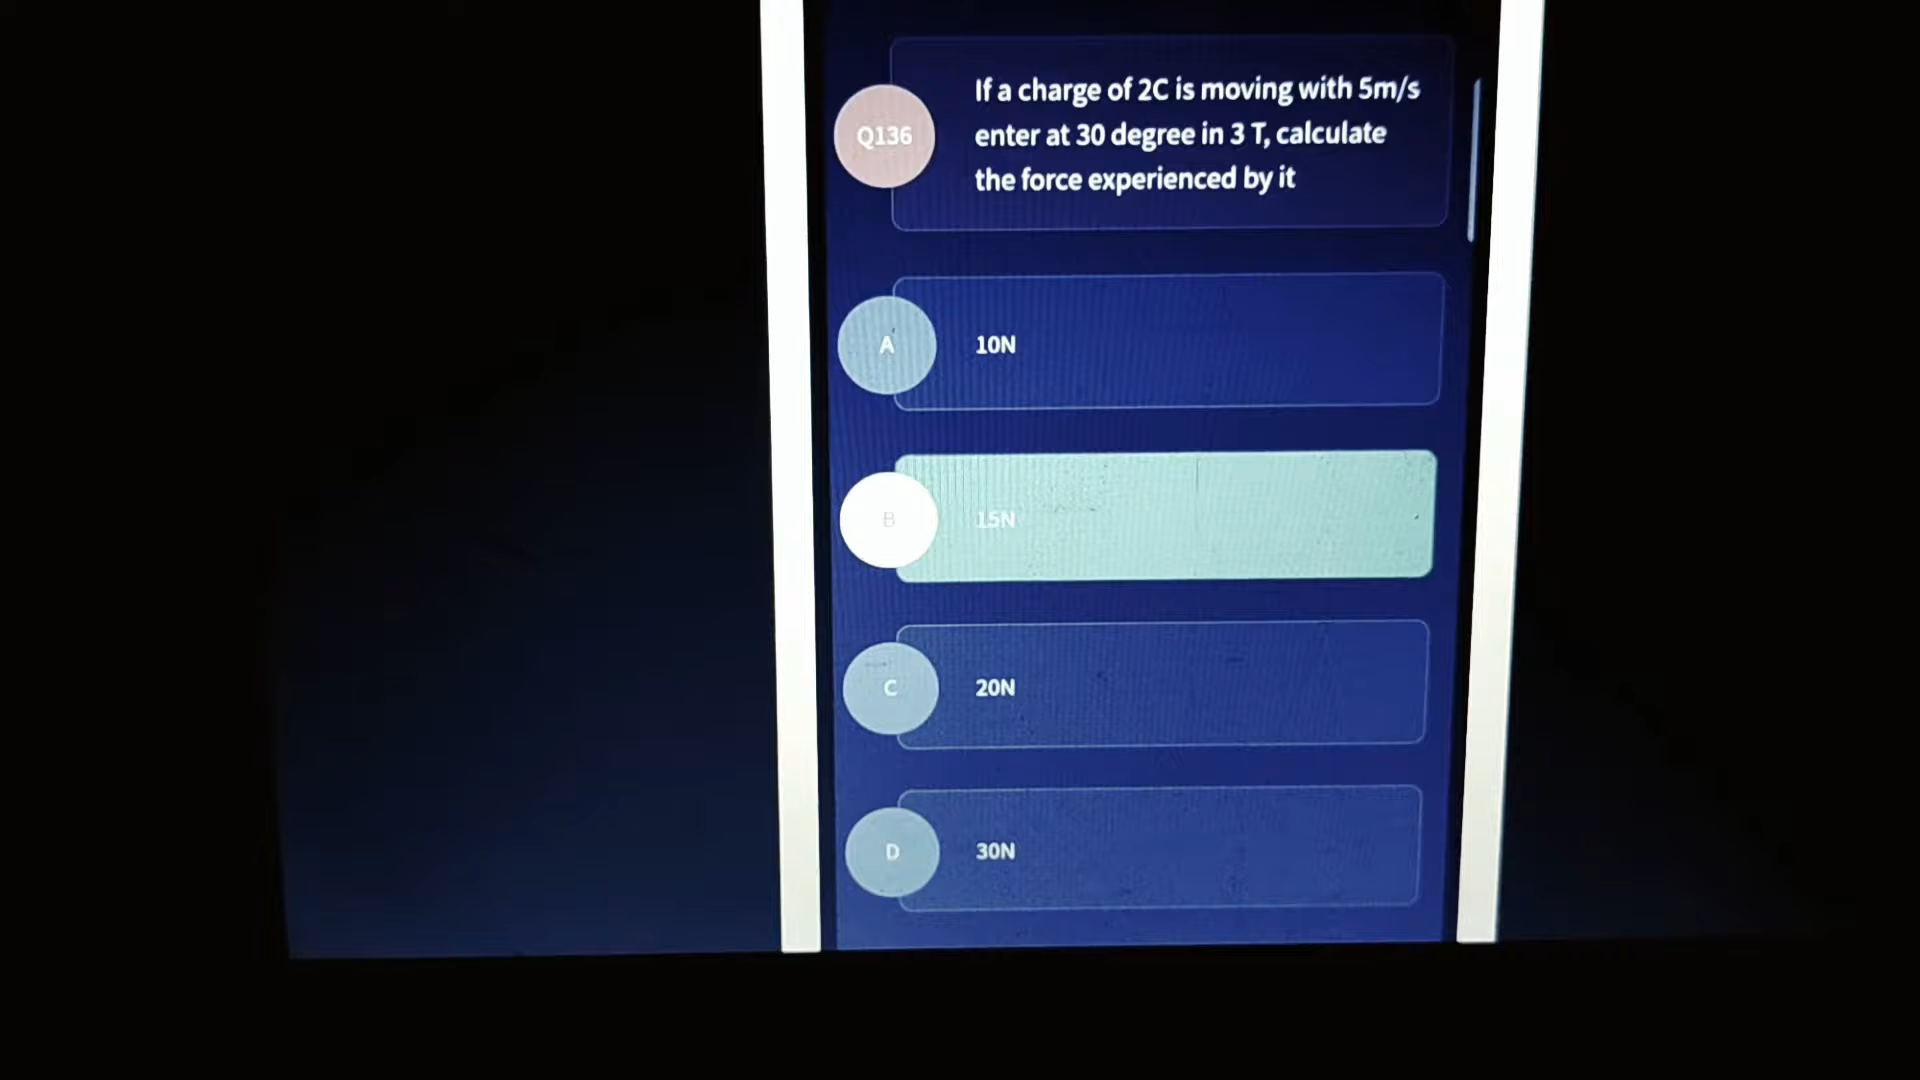 Q136
If a charge of 2C is moving with 5m/s
enter at 30 degree in 3 T, calculate
the force experienced by it
A
10N
B
15N
C
20N
D
30N